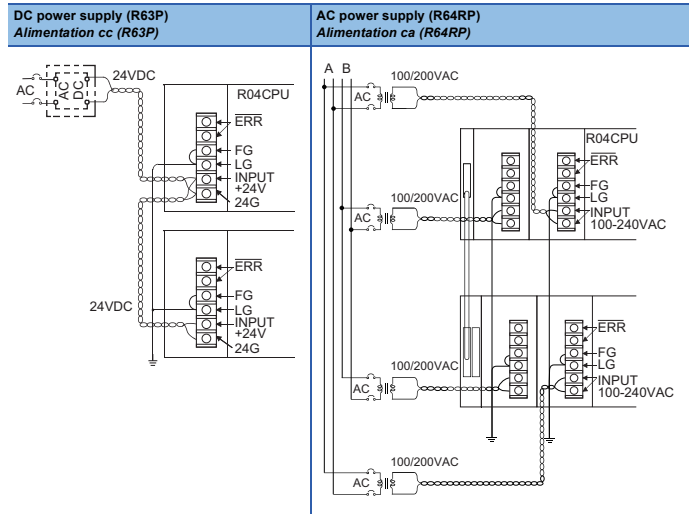 DC power supply (R63P)
Alimentation cc (R63P)
AC power supply (R64RP)
Alimentation ca (R64RP)
AC
AC
DC
24VDC
R04CPU
ERR
FG
LG
INPUT
+24V
24G
24VDC
ERR
FG
LG
INPUT
+24V
24G
A B
100/200VAC
AC
R04CPU
ERR
FG
LG
INPUT
100-240VAC
100/200VAC
AC
ERR
FG
LG
INPUT
100-240VAC
100/200VAC
AC
100/200VAC
AC